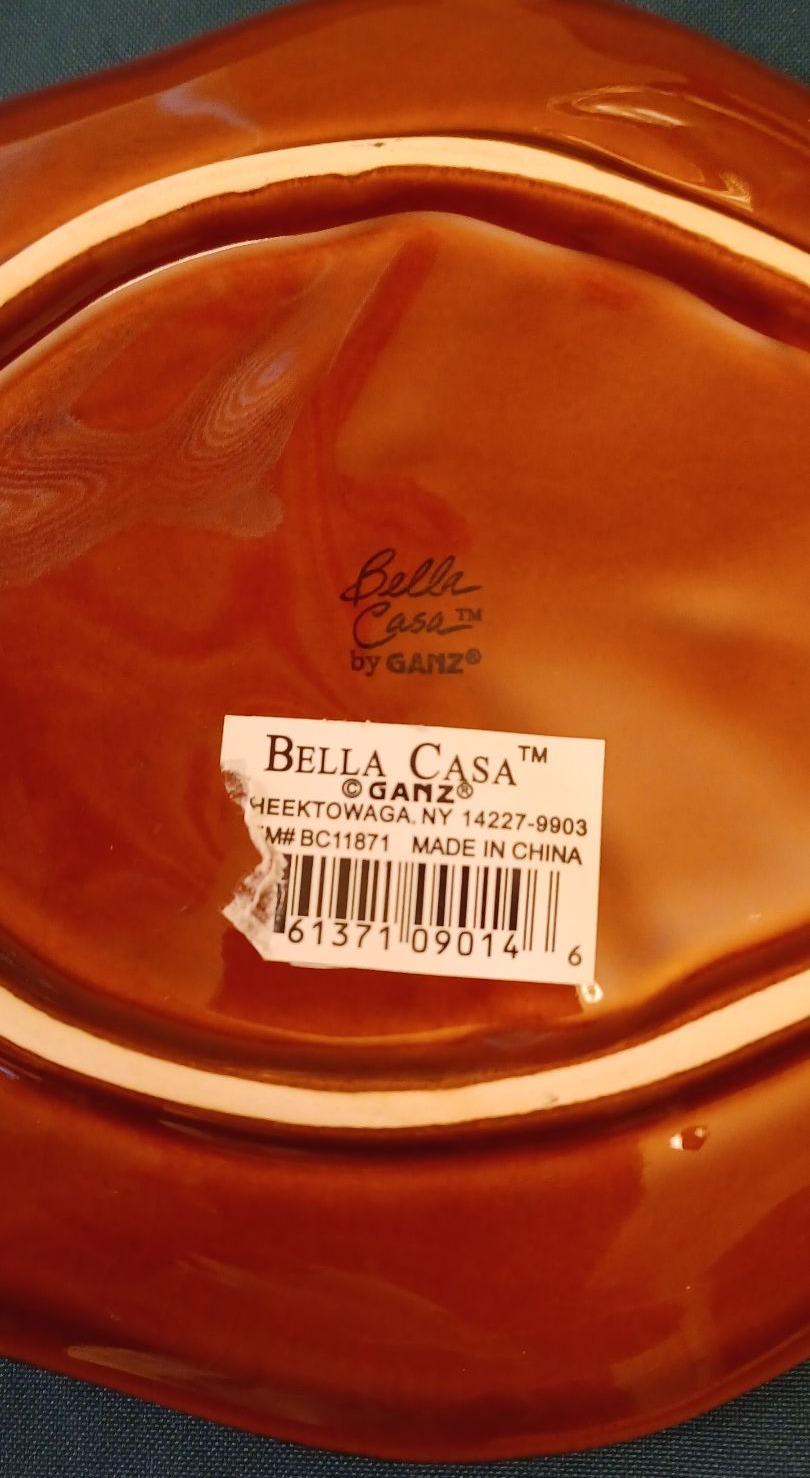 Bella
Casa™
by GANZ®
BELLA CASA™
© GANZ®
HEEKTOWAGA, NY 14227-9903
M# BC11871 MADE IN CHINA
61371 09014 6